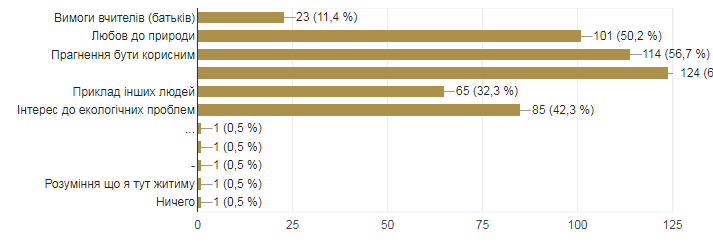 Вимоги вчителів (батьків) 23 (11,4 %)
Любов до природи 101 (50,2 %)
Прагнення бути корисним 114 (56,7 %)
124 (6
Приклад інших людей 65 (32,3 %)
Інтерес до екологічних проблем 85 (42,3 %)
... 1 (0,5 %)
1 (0,5 %)
- 1 (0,5 %)
Розуміння що я тут житиму 1 (0,5 %)
Ничего 1 (0,5 %)
0 25 50 75 100 125